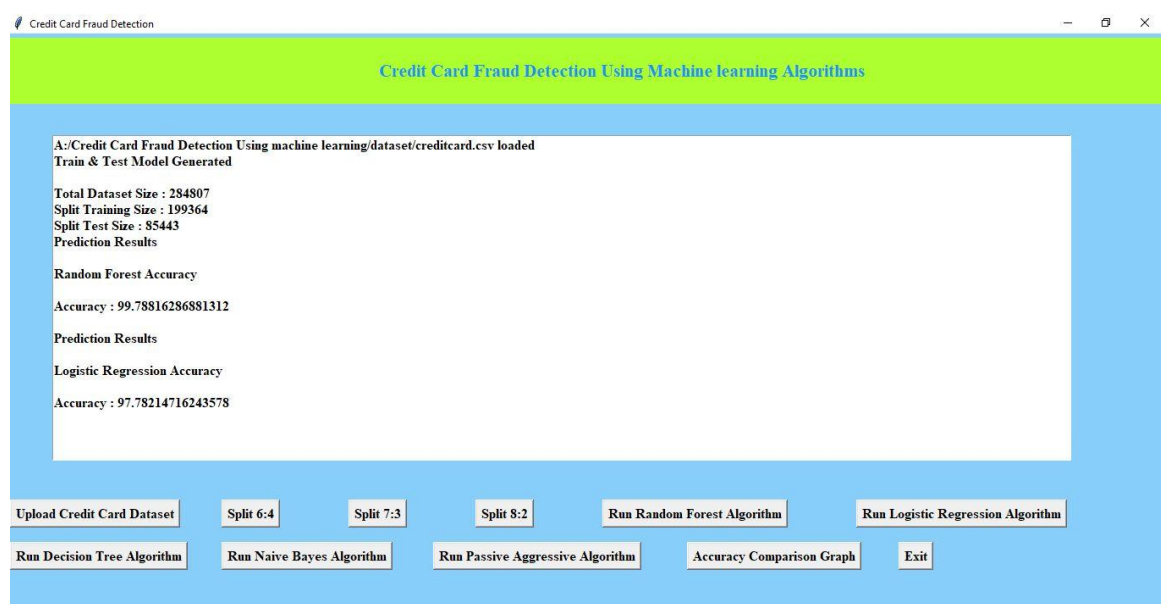 Credit Card Fraud Detection
Credit Card Fraud Detection Using Machine learning Algorithms
A:/Credit Card Fraud Detection Using machine learning/dataset/creditcard.csv loaded
Train & Test Model Generated
Total Dataset Size : 284807
Split Training Size : 199364
Split Test Size : 85443
Prediction Results
Random Forest Accuracy
Accuracy : 99.78816286881312
Prediction Results
Logistic Regression Accuracy
Accuracy : 97.78214716243578
Upload Credit Card Dataset Split 6:4 Split 7:3 Split 8:2 Run Random Forest Algorithm Run Logistic Regression Algorithm
Run Decision Tree Algorithm Run Naive Bayes Algorithm Run Passive Aggressive Algorithm Accuracy Comparison Graph Exit